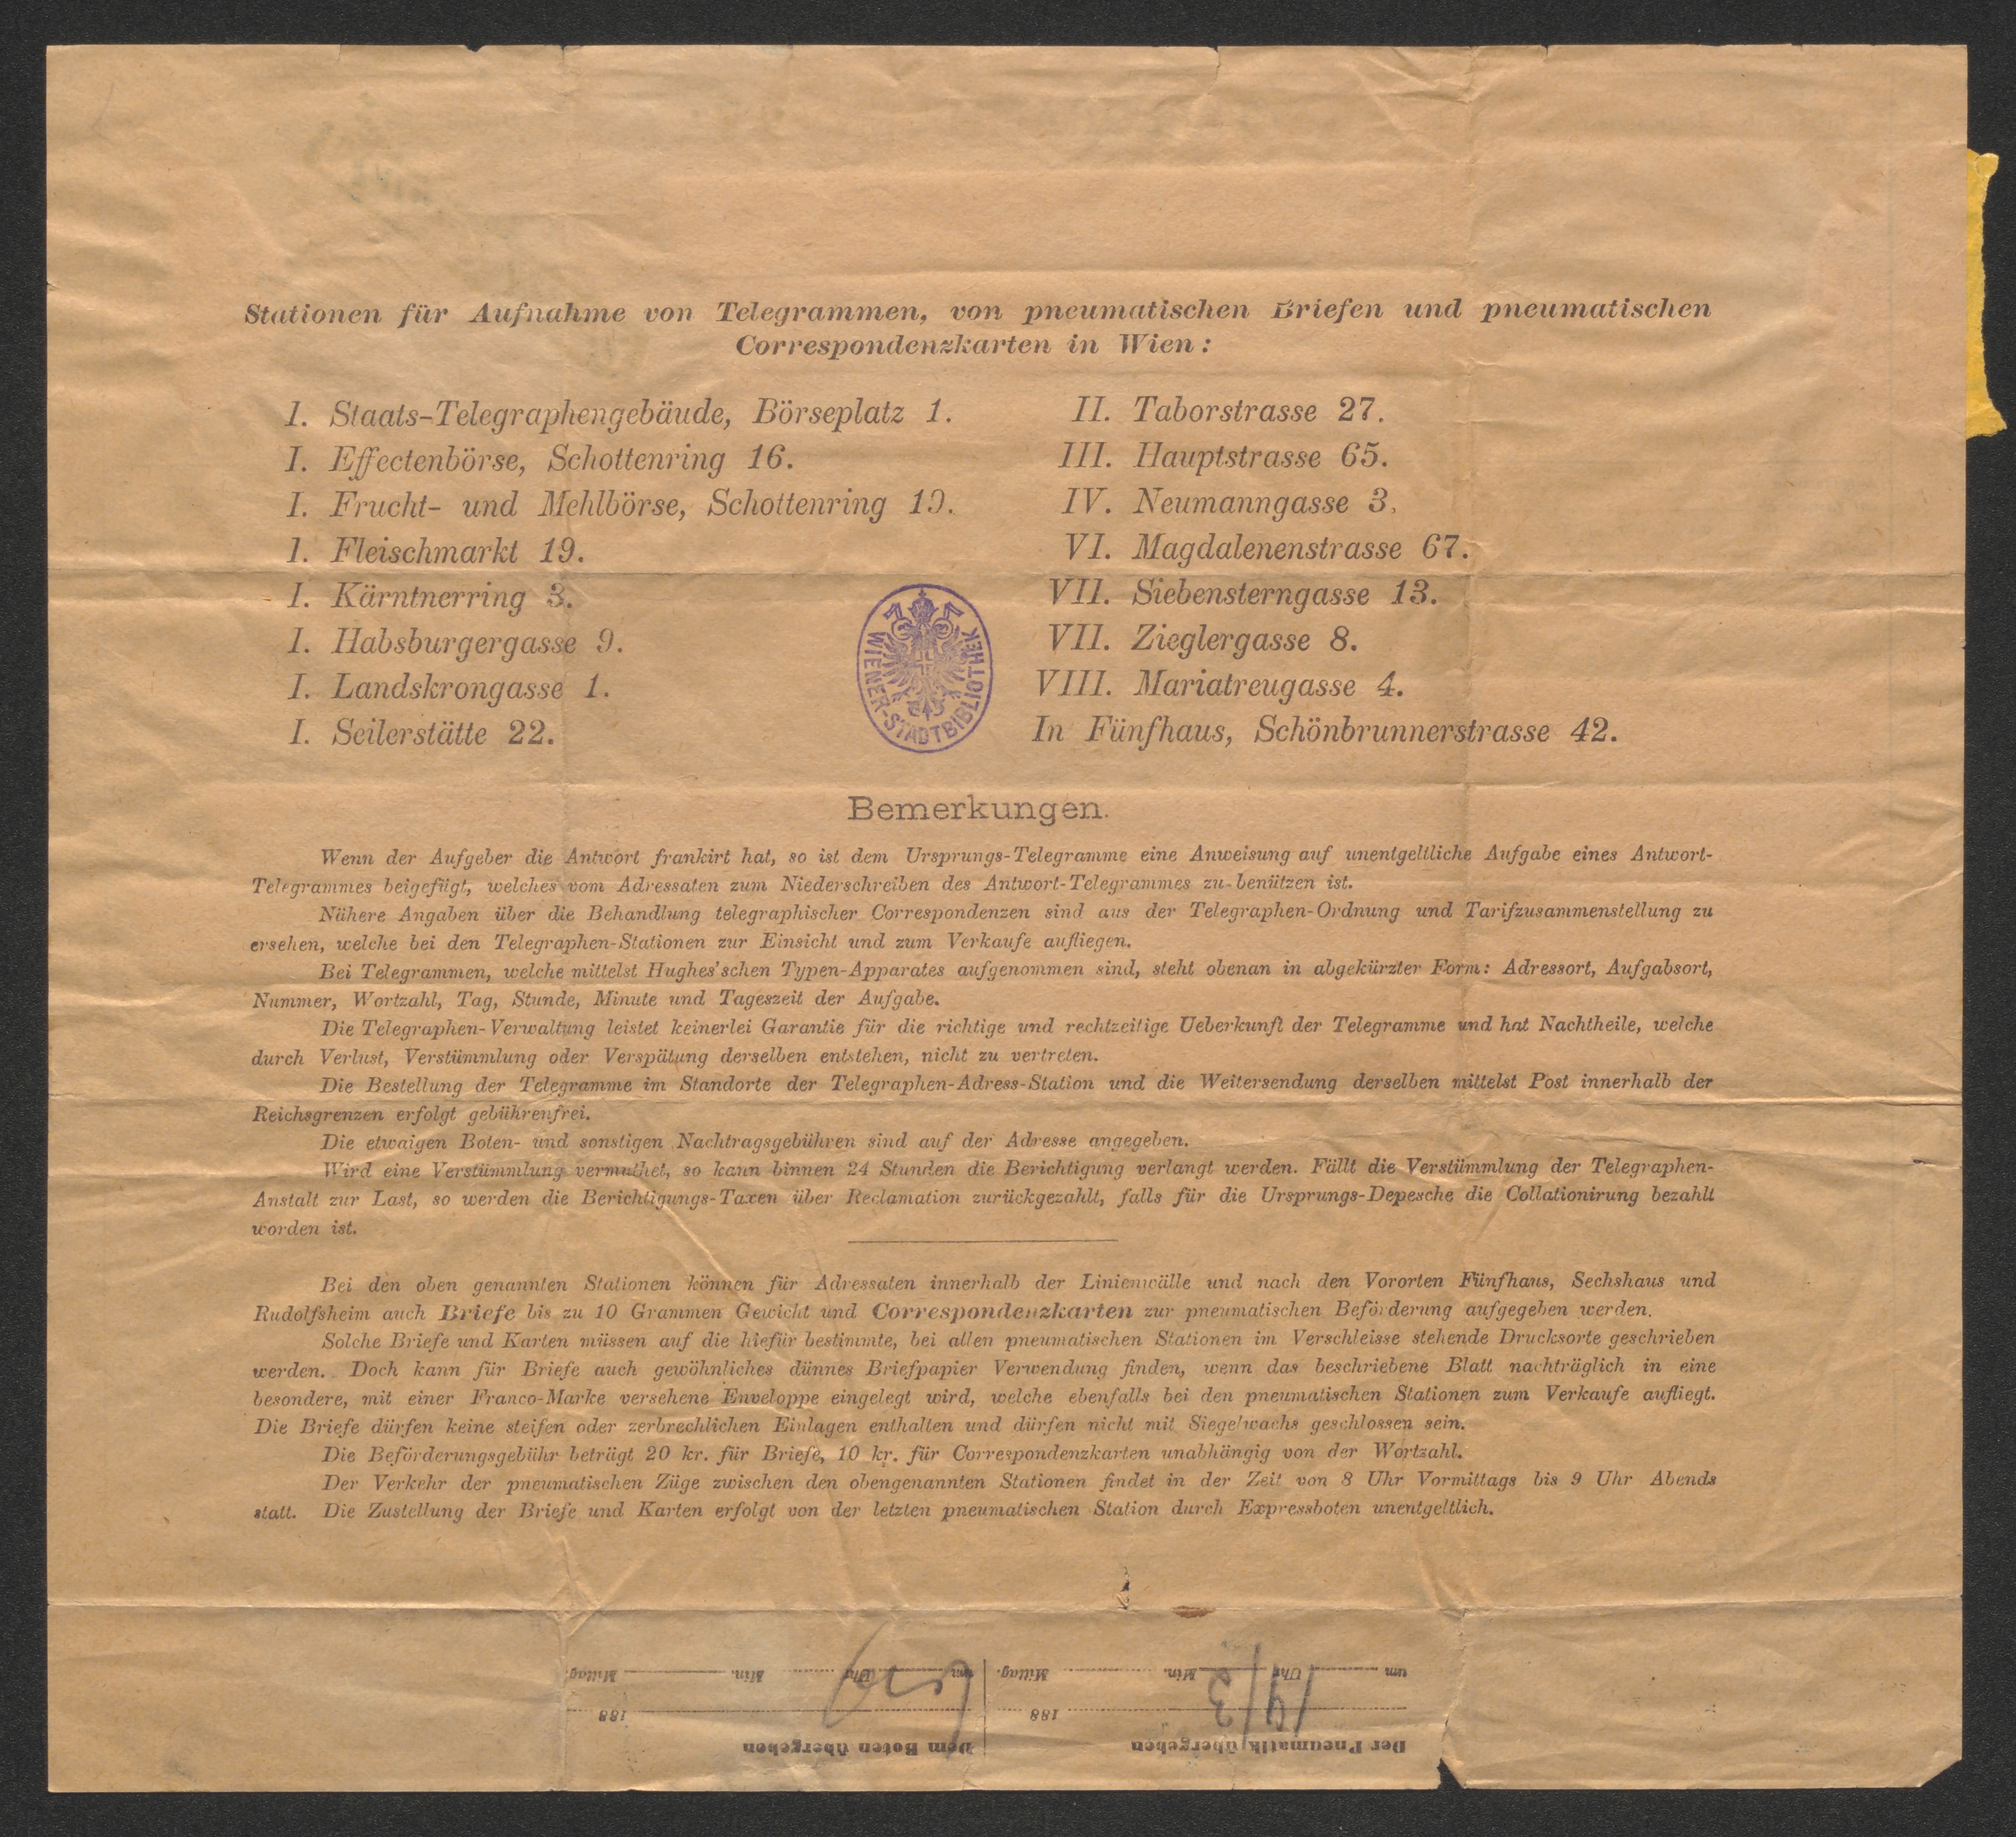 Stationen für Aufnahme von Telegrammen, von pneumatischen Briefen und pneumatischen
Correspondenzkarten in Wien:
I. Staats-Telegraphengebäude, Börseplatz 1.
I. Effectenbörse, Schottenring 16.
I. Frucht- und Mehlbörse, Schottenring 19.
I. Fleischmarkt 19.
I. Kärntnerring 3.
I. Habsburgergasse 9.
I. Landskrongasse 1.
I. Seilerstätte 22.
II. Taborstrasse 27.
III. Hauptstrasse 65.
IV. Neumanngasse 3.
VI. Magdalenenstrasse 67.
VII. Siebensterngasse 13.
VII. Zieglergasse 8.
VIII. Mariatreugasse 4.
In Fünfhaus, Schönbrunnerstrasse 42.
WIENER-STADTBIBLIOTHEK
Bemerkungen.
Wenn der Aufgeber die Antwort frankirt hat, so ist dem Ursprungs-Telegramme eine Anweisung auf unentgeltliche Aufgabe eines Antwort-
Telegrammes beigefügt, welches vom Adressaten zum Niederschreiben des Antwort-Telegrammes zu benützen ist.
Nähere Angaben über die Behandlung telegraphischer Correspondenzen sind aus der Telegraphen-Ordnung und Tarifzusammenstellung zu
ersehen, welche bei den Telegraphen-Stationen zur Einsicht und zum Verkaufe aufliegen.
Bei Telegrammen, welche mittelst Hughes'schen Typen-Apparates aufgenommen sind, steht obenan in abgekürzter Form: Adressort, Aufgabsort,
Nummer, Wortzahl, Tag, Stunde, Minute und Tageszeit der Aufgabe.
Die Telegraphen-Verwaltung leistet keinerlei Garantie für die richtige und rechtzeitige Ueberkunft der Telegramme und hat Nachtheile, welche
durch Verlust, Verstümmlung oder Verspätung derselben entstehen, nicht zu vertreten.
Die Bestellung der Telegramme im Standorte der Telegraphen-Adress-Station und die Weitersendung derselben mittelst Post innerhalb der
Reichsgrenzen erfolgt gebührenfrei.
Die etwaigen Boten- und sonstigen Nachtragsgebühren sind auf der Adresse angegeben.
Wird eine Verstümmlung vermuthet, so kann binnen 24 Stunden die Berichtigung verlangt werden. Fällt die Verstümmlung der Telegraphen-
Anstalt zur Last, so werden die Berichtigungs-Taxen über Reclamation zurückgezahlt, falls für die Ursprungs-Depesche die Collationirung bezahlt
worden ist.
Bei den oben genannten Stationen können für Adressaten innerhalb der Linienwälle und nach den Vororten Fünfhaus, Sechshaus und
Rudolfsheim auch Briefe bis zu 10 Grammen Gewicht und Correspondenzkarten zur pneumatischen Beförderung aufgegeben werden.
Solche Briefe und Karten müssen auf die hiefür bestimmte, bei allen pneumatischen Stationen im Verschleisse stehende Drucksorte geschrieben
werden. Doch kann für Briefe auch gewöhnliches dünnes Briefpapier Verwendung finden, wenn das beschriebene Blatt nachträglich in eine
besondere, mit einer Franco-Marke versehene Enveloppe eingelegt wird, welche ebenfalls bei den pneumatischen Stationen zum Verkaufe aufliegt.
Die Briefe dürfen keine steifen oder zerbrechlichen Einlagen enthalten und dürfen nicht mit Siegelwachs geschlossen sein.
Die Beförderungsgebühr beträgt 20 kr. für Briefe, 10 kr. für Correspondenzkarten unabhängig von der Wortzahl.
Der Verkehr der pneumatischen Züge zwischen den obengenannten Stationen findet in der Zeit von 8 Uhr Vormittags bis 9 Uhr Abends
statt. Die Zustellung der Briefe und Karten erfolgt von der letzten pneumatischen Station durch Expressboten unentgeltlich.
Der Pneumatik übergeben
188
um Uhr Min. Mittag.
Dem Boten übergeben
188
um Uhr Min. Mittag.